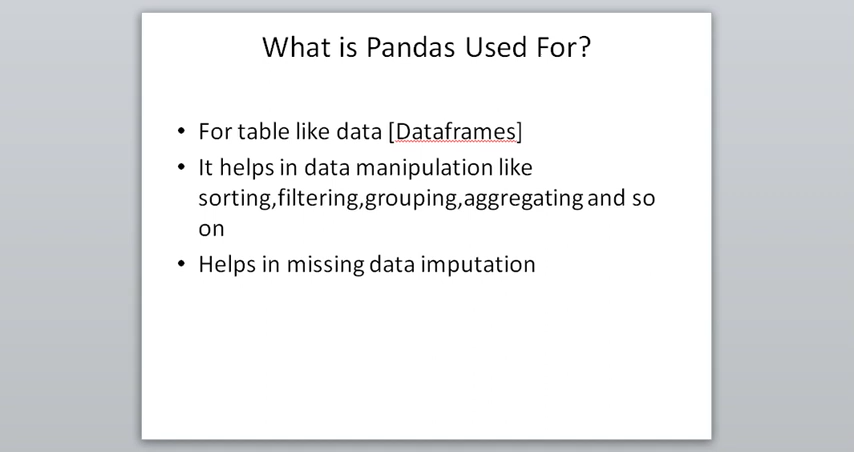 What is Pandas Used For?
• For table like data [Dataframes]
• It helps in data manipulation like
sorting,filtering,grouping,aggregating and so
on
• Helps in missing data imputation